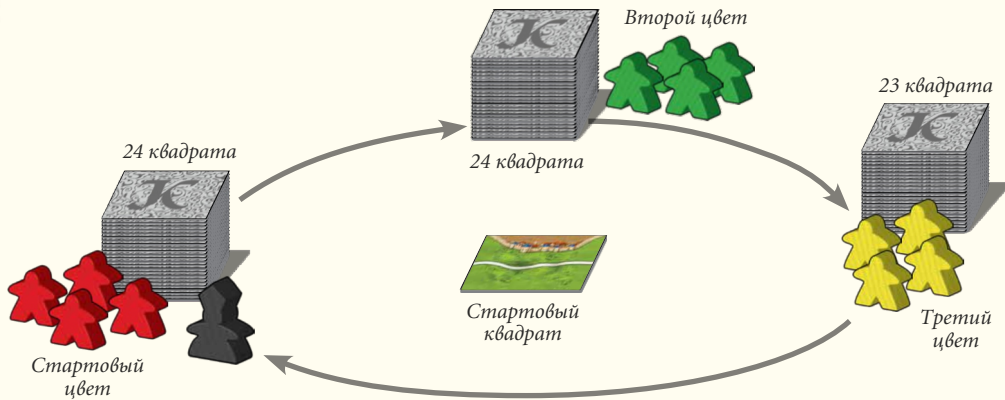 Второй цвет
23 квадрата
24 квадрата
24 квадрата
Стартовый
квадрат
Третий
цвет
Стартовый
цвет